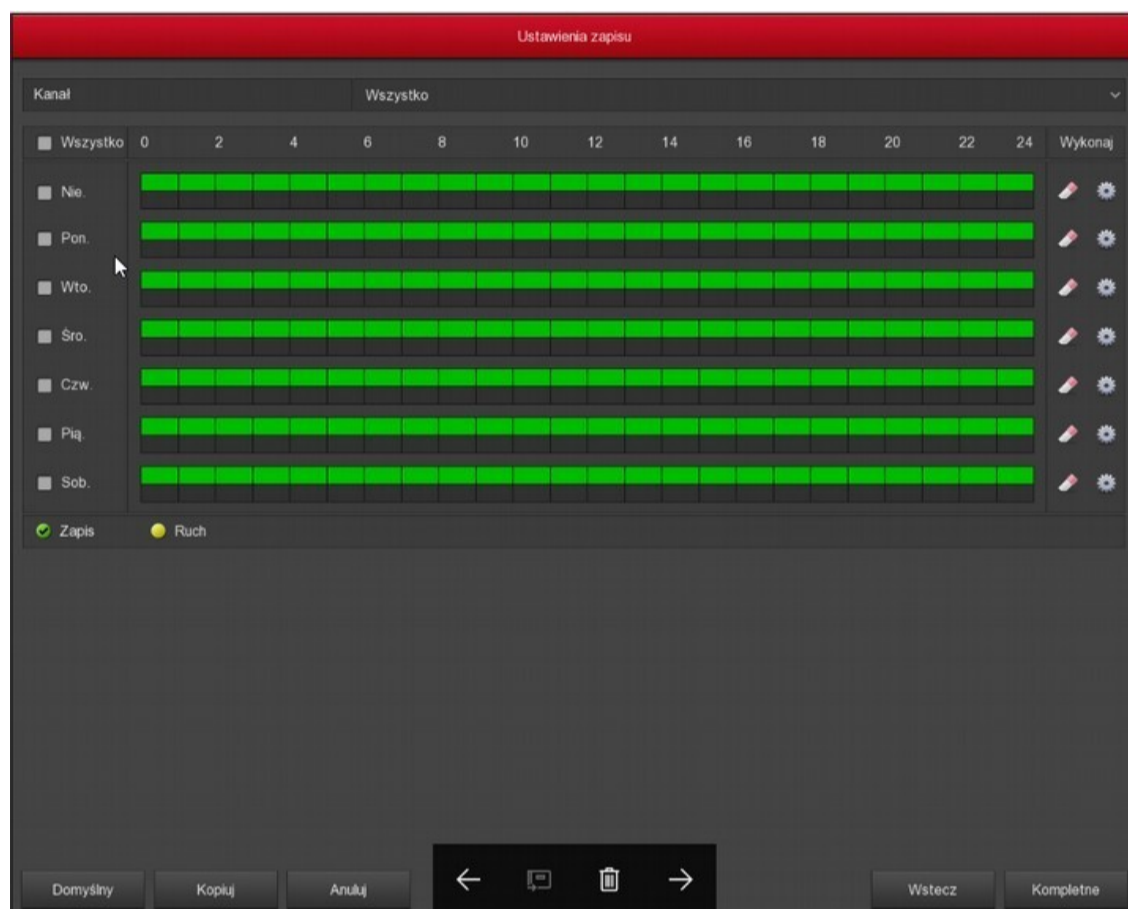 Ustawienia zapisu
Kanał Wszystko
Wszystko 0 2 4 6 8 10 12 14 16 18 20 22 24 Wykonaj
Nie.
Pon.
Wto.
Śro.
Czw.
Pią.
Sob.
Zapis Ruch
Domyślny Kopiuj Anuluj Wstecz Kompletne